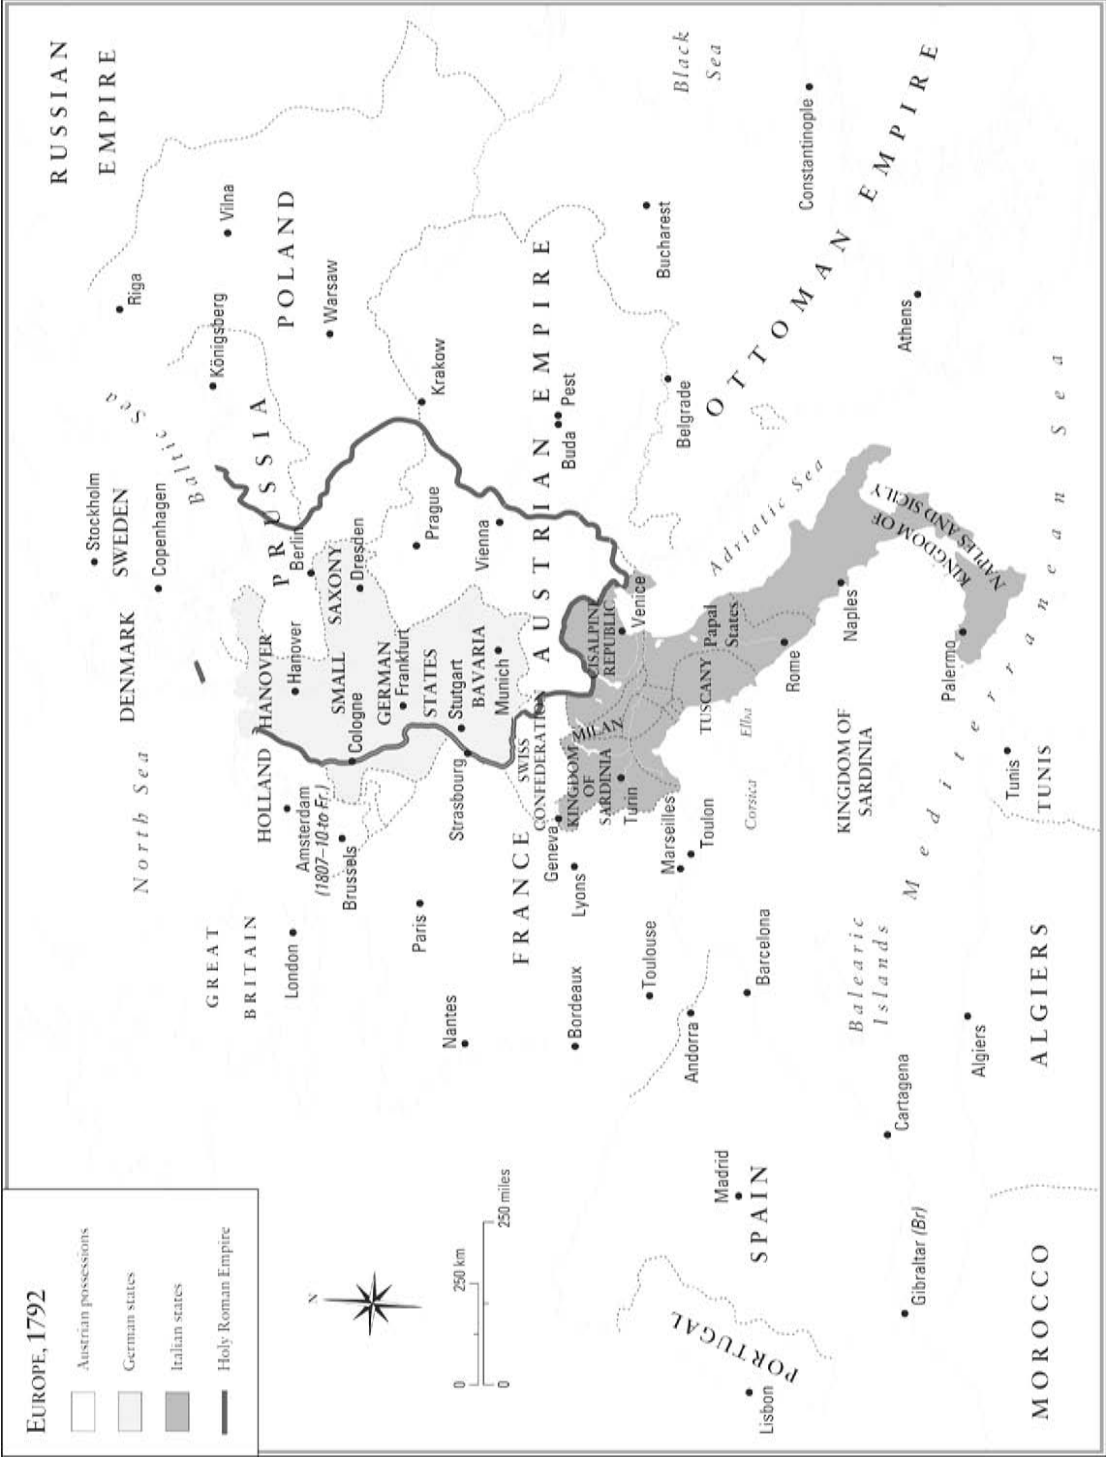 EUROPE, 1792
Austrian possessions
German states
Italian states
Holy Roman Empire
N
0
250 km
0
250 miles
RUSSIAN
EMPIRE
Stockholm
SWEDEN
Copenhagen
DENMARK
North Sea
Baltic Sea
Riga
Vilna
Königsberg
POLAND
Warsaw
PRUSSIA
Berlin
GREAT
BRITAIN
London
HOLLAND
Amsterdam
(1807–10 to Fr.)
Brussels
HANOVER
Hanover
SAXONY
Dresden
SMALL
GERMAN
STATES
Cologne
Frankfurt
Stutgart
BAVARIA
Munich
Strasbourg
Prague
Krakow
Vienna
AUSTRIAN EMPIRE
Buda
Pest
Paris
Nantes
FRANCE
SWISS
CONFEDERATION
Geneva
Lyons
Bordeaux
Toulouse
Marseilles
Toulon
KINGDOM
OF
SARDINIA
Turin
MILAN
CISALPINE
REPUBLIC
Venice
TUSCANY
Papal
States
Elba
Corsica
Rome
Adriatic Sea
Naples
KINGDOM OF
NAPLES AND SICILY
Palermo
KINGDOM OF
SARDINIA
Belgrade
Bucharest
Black
Sea
Constantinople
OTTOMAN EMPIRE
Athens
Andorra
Barcelona
Madrid
SPAIN
PORTUGAL
Lisbon
Balearic
Islands
Cartagena
Gibraltar (Br)
Mediterranean Sea
Algiers
ALGIERS
Tunis
TUNIS
MOROCCO